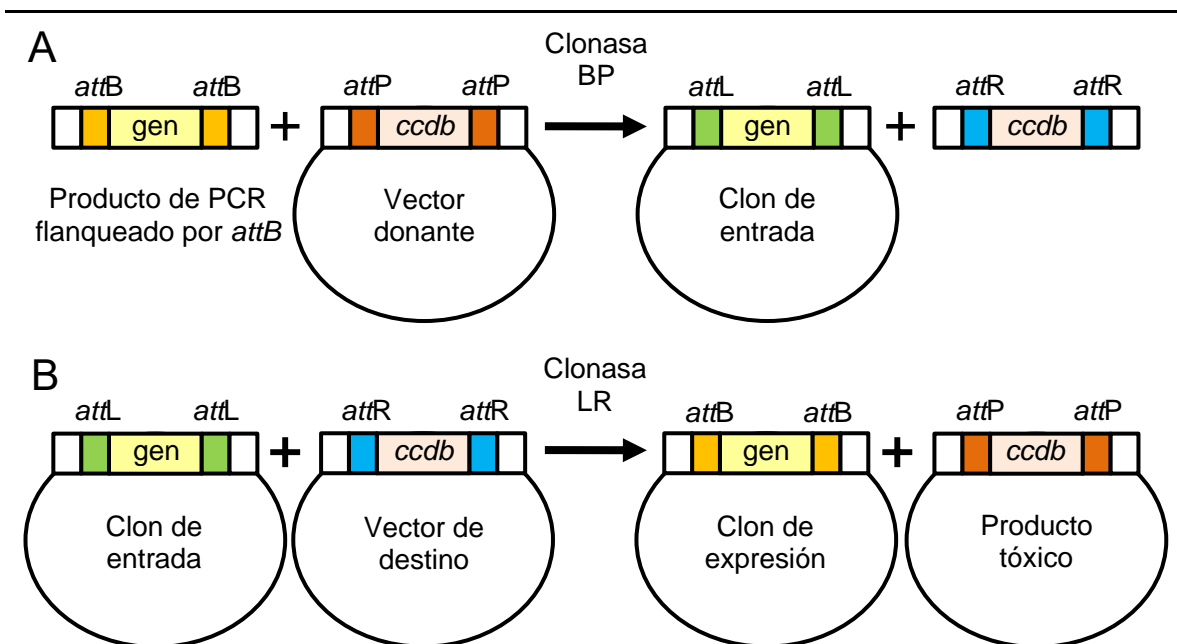 A
Clonasa
BP
attB attB attP attP attL attL attR attR
gen + ccdb gen + ccdb
Producto de PCR
flanqueado por attB
Vector
donante
Clon de
entrada
B
Clonasa
LR
attL attL attR attR attB attB attP attP
gen + ccdb gen + ccdb
Clon de
entrada
Vector de
destino
Clon de
expresión
Producto
tóxico